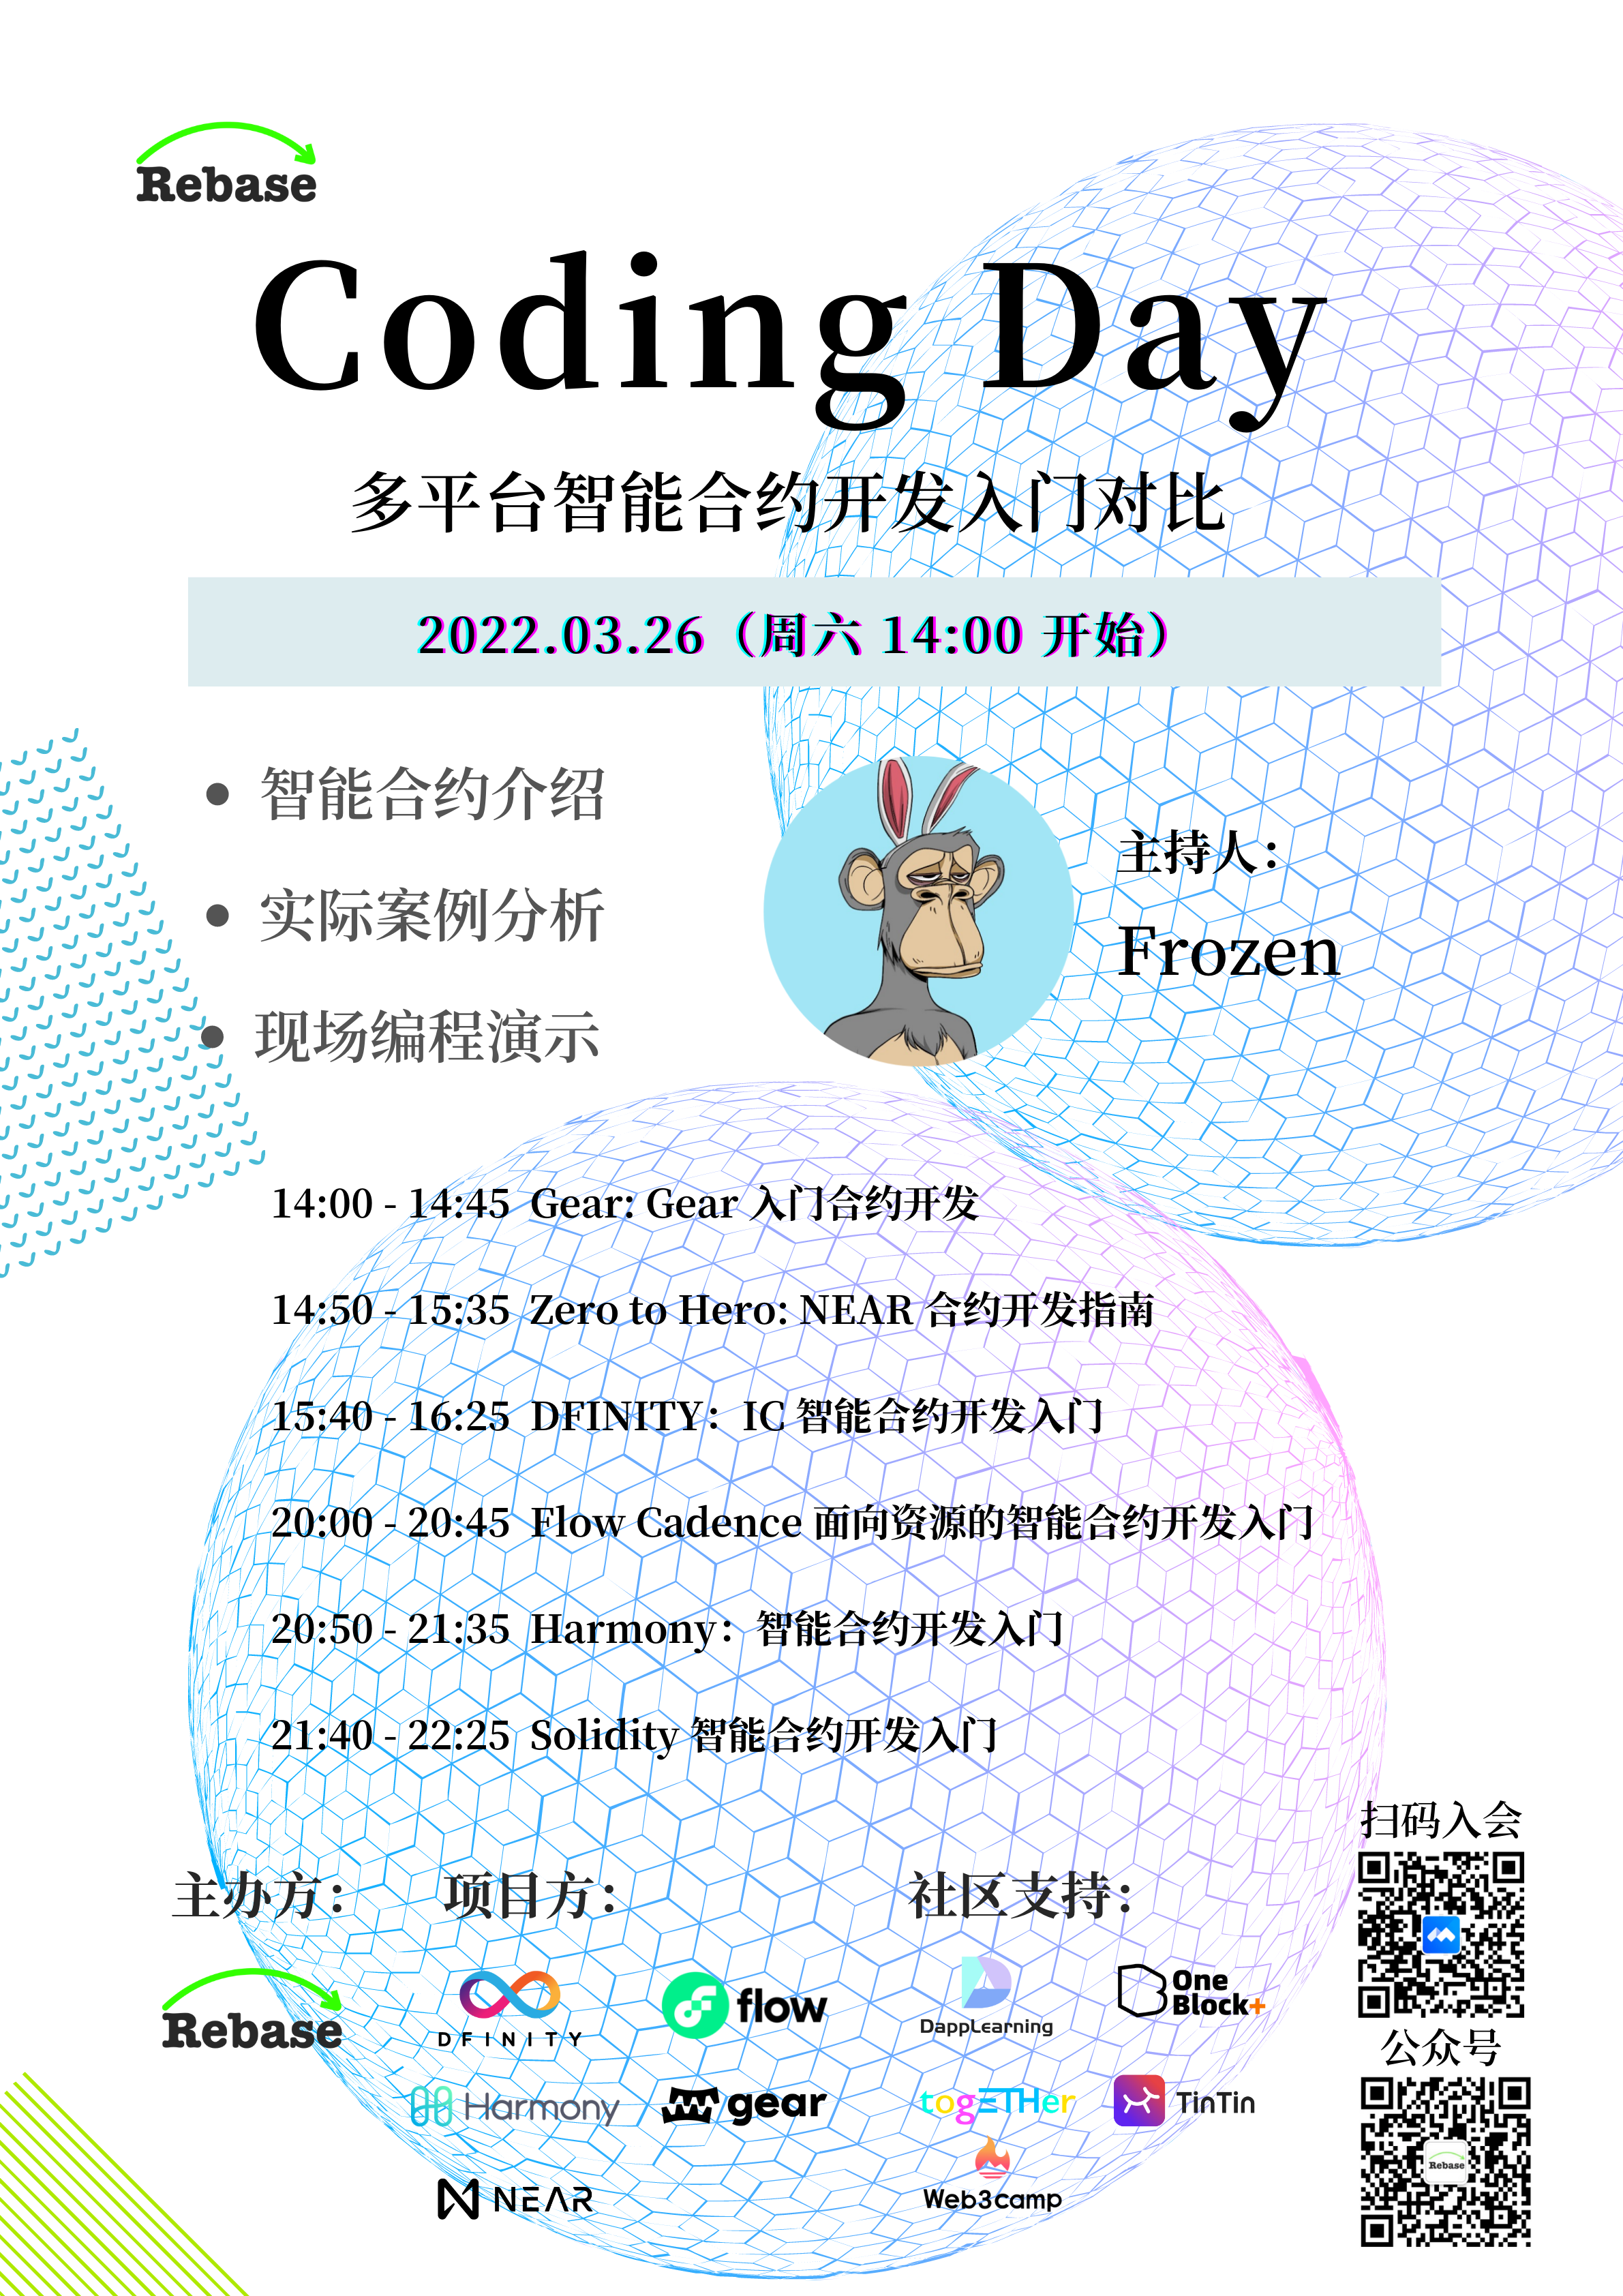 Rebase
Coding Day
多平台智能合约开发入门对比
2022.03.26（周六 14:00 开始）
• 智能合约介绍
• 实际案例分析
• 现场编程演示
主持人：
Frozen
14:00 - 14:45 Gear: Gear 入门合约开发
14:50 - 15:35 Zero to Hero: NEAR 合约开发指南
15:40 - 16:25 DFINITY：IC 智能合约开发入门
20:00 - 20:45 Flow Cadence 面向资源的智能合约开发入门
20:50 - 21:35 Harmony：智能合约开发入门
21:40 - 22:25 Solidity 智能合约开发入门
主办方：
Rebase
项目方：
DFINITY
flow
Harmony
gear
NEAR
社区支持：
DappLearning
One
Block+
togETHer
TinTin
Web3camp
扫码入会
公众号
Rebase